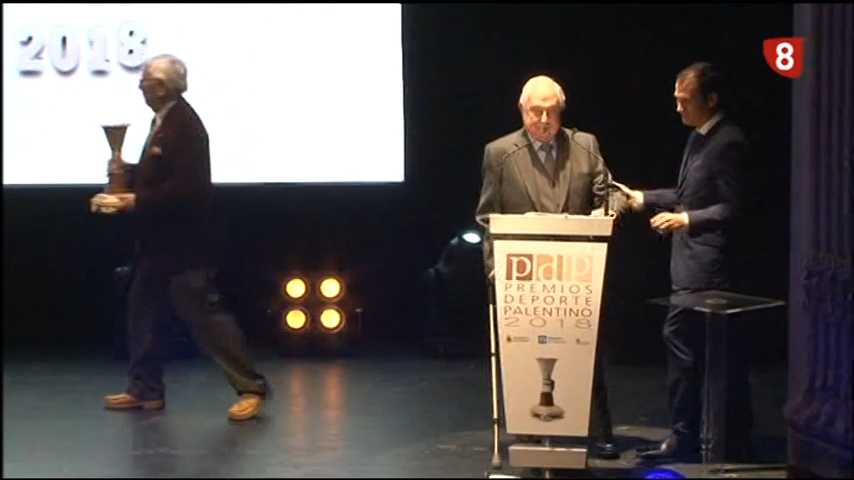 2018
8
pdp
PREMIOS
DEPORTE
PALENTINO
2018